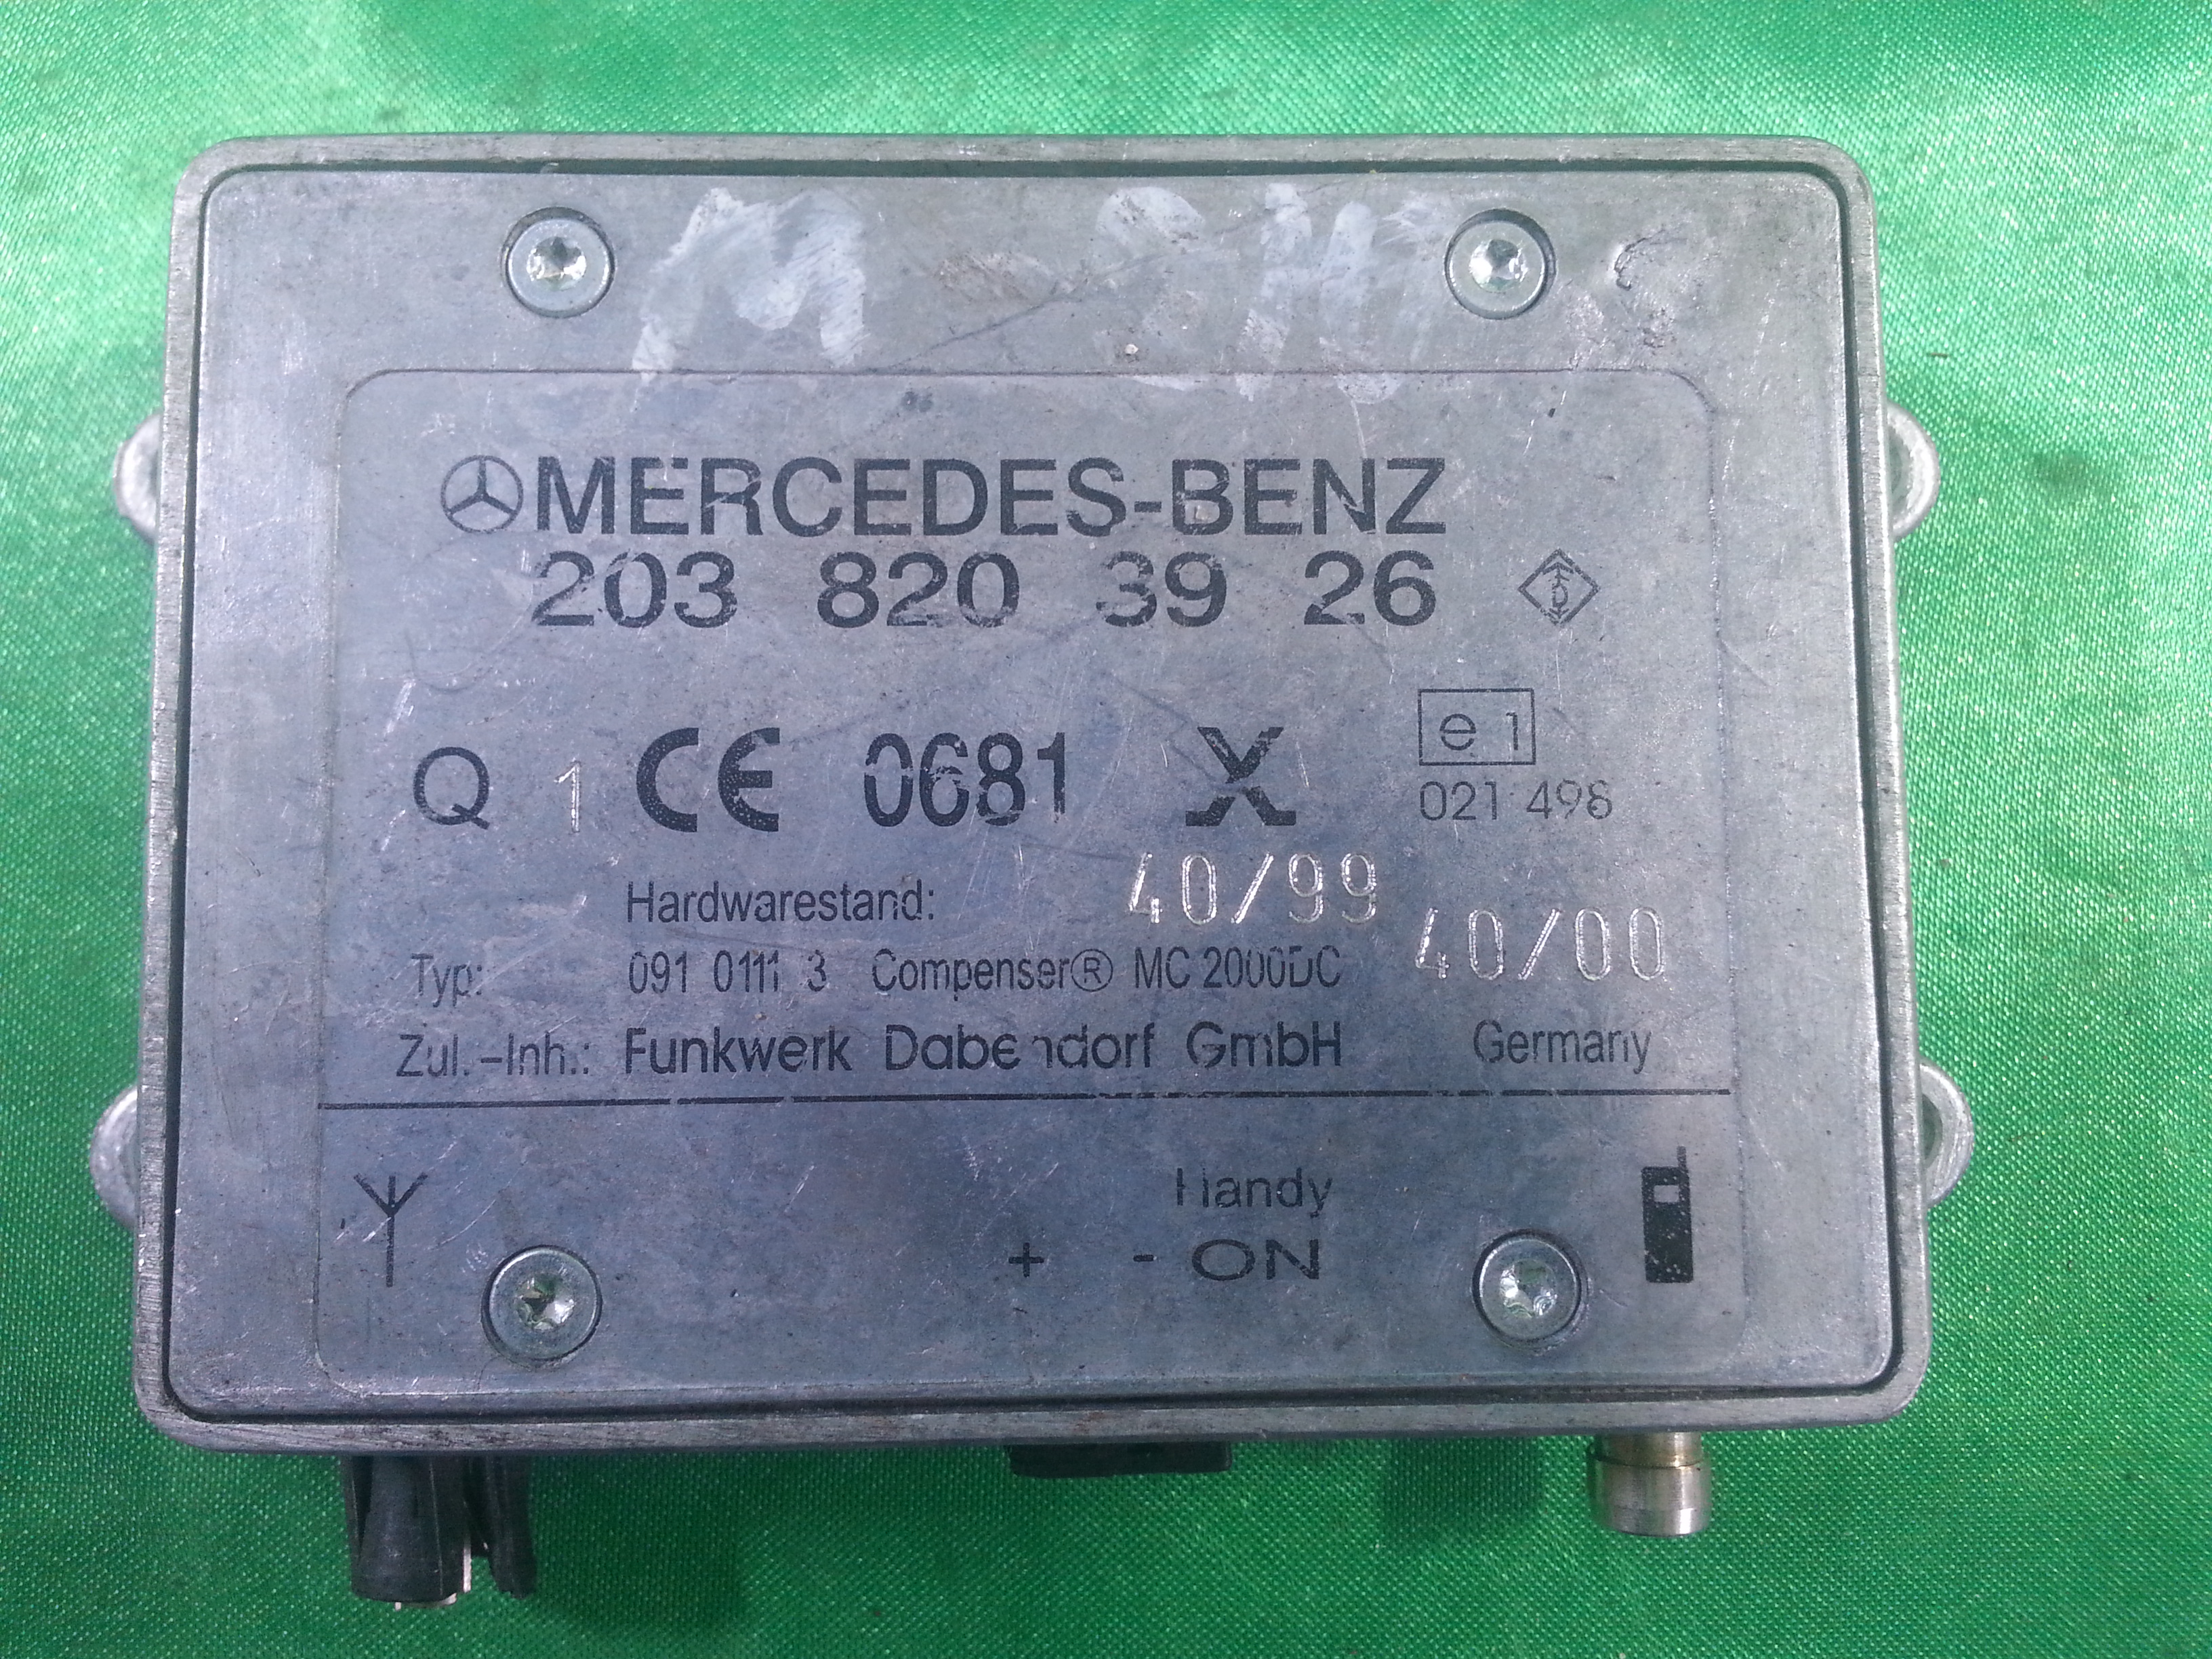 MERCEDES-BENZ
203 820 39 26
Q 1 CE 0681 X e1
021 498
Hardwarestand: 40/99
Typ: 091 0111 3 Compenser® MC 2000DC 40/00
Zul.-Inh.: Funkwerk Dabendorf GmbH Germany
Handy
+ - ON